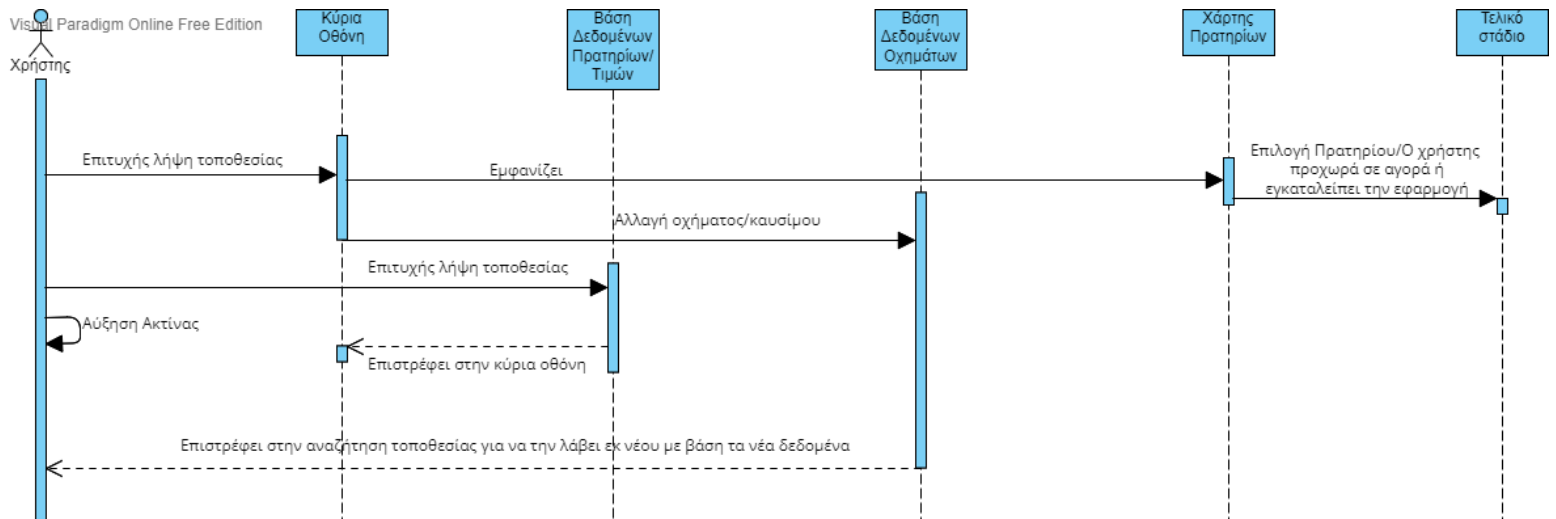 Visual Paradigm Online Free Edition
Χρήστης
Κύρια
Οθόνη
Βάση
Δεδομένων
Πρατηρίων/
Τιμών
Βάση
Δεδομένων
Οχημάτων
Χάρτης
Πρατηρίων
Τελικό
στάδιο
Επιτυχής λήψη τοποθεσίας
Εμφανίζει
Επιλογή Πρατηρίου/Ο χρήστης
προχωρά σε αγορά ή
εγκαταλείπει την εφαρμογή
Αλλαγή οχήματος/καυσίμου
Επιτυχής λήψη τοποθεσίας
Αύξηση Ακτίνας
Επιστρέφει στην κύρια οθόνη
Επιστρέφει στην αναζήτηση τοποθεσίας για να την λάβει εκ νέου με βάση τα νέα δεδομένα